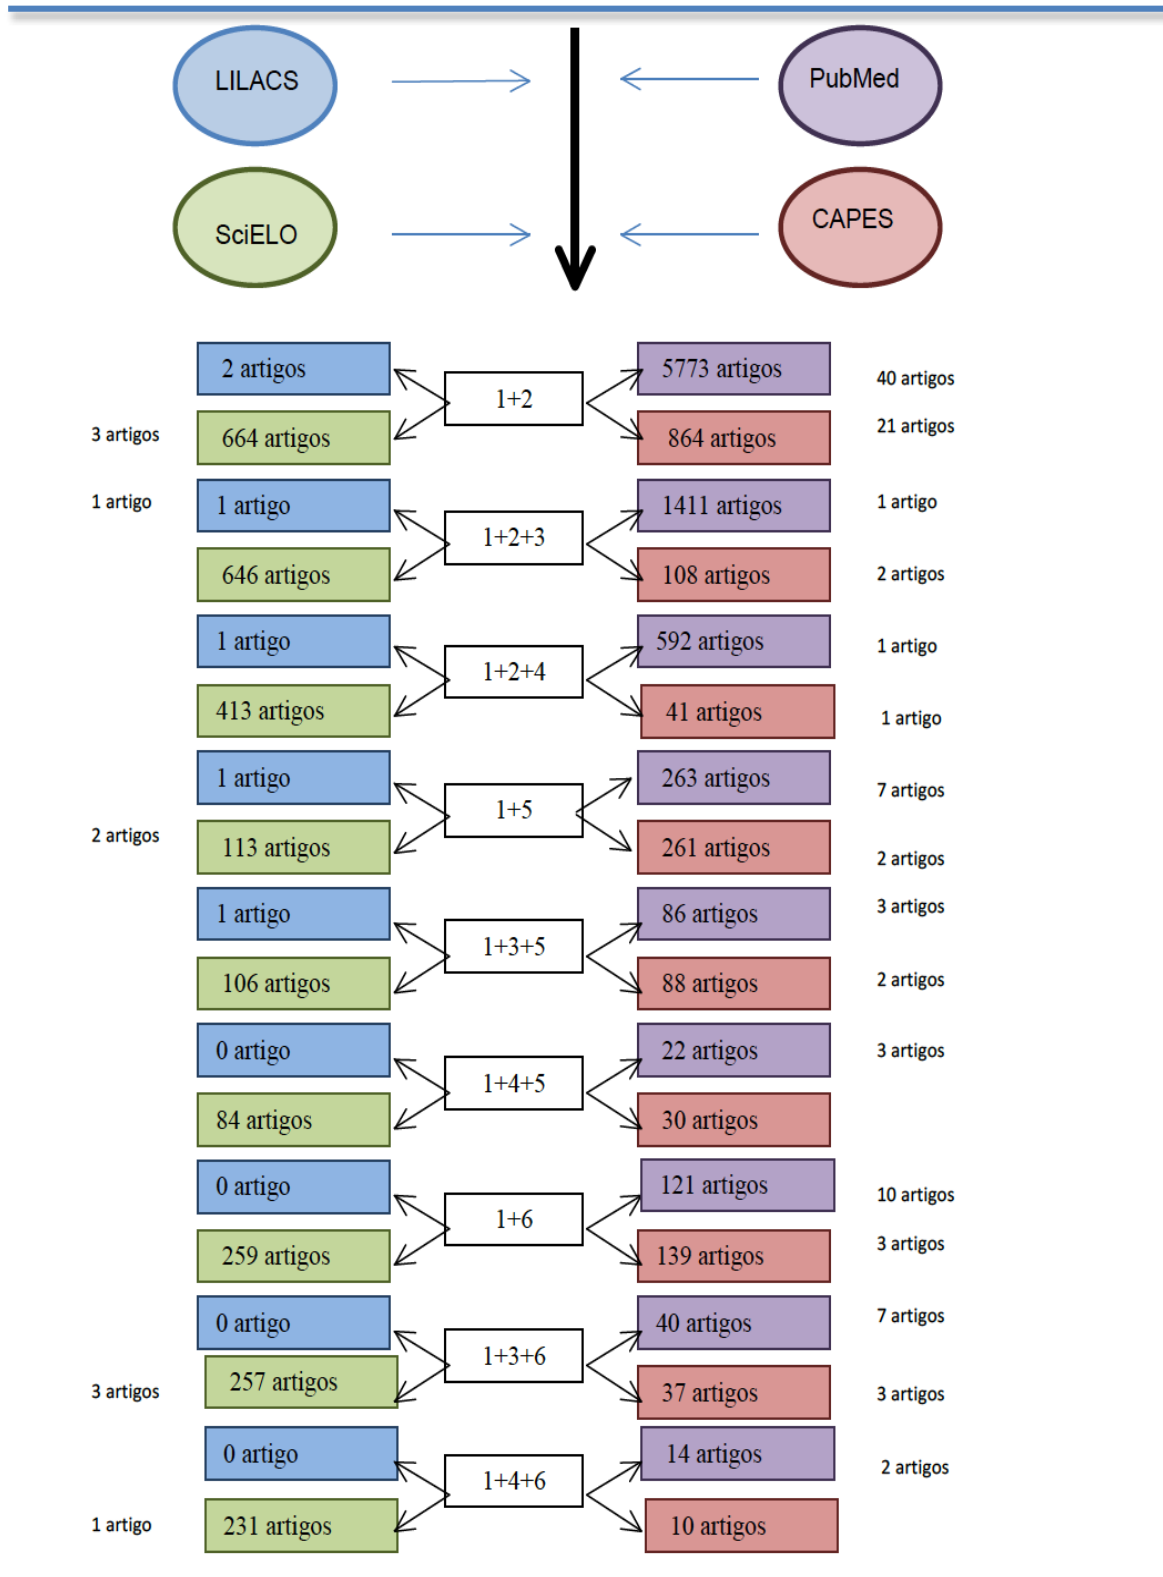 LILACS
PubMed
SciELO
CAPES
2 artigos
1+2
5773 artigos
40 artigos
3 artigos
664 artigos
864 artigos
21 artigos
1 artigo
1 artigo
1+2+3
1411 artigos
1 artigo
646 artigos
108 artigos
2 artigos
1 artigo
1+2+4
592 artigos
1 artigo
413 artigos
41 artigos
1 artigo
1 artigo
1+5
263 artigos
7 artigos
2 artigos
113 artigos
261 artigos
2 artigos
1 artigo
1+3+5
86 artigos
3 artigos
106 artigos
88 artigos
2 artigos
0 artigo
1+4+5
22 artigos
3 artigos
84 artigos
30 artigos
0 artigo
1+6
121 artigos
10 artigos
259 artigos
139 artigos
3 artigos
0 artigo
1+3+6
40 artigos
7 artigos
3 artigos
257 artigos
37 artigos
3 artigos
0 artigo
1+4+6
14 artigos
2 artigos
1 artigo
231 artigos
10 artigos